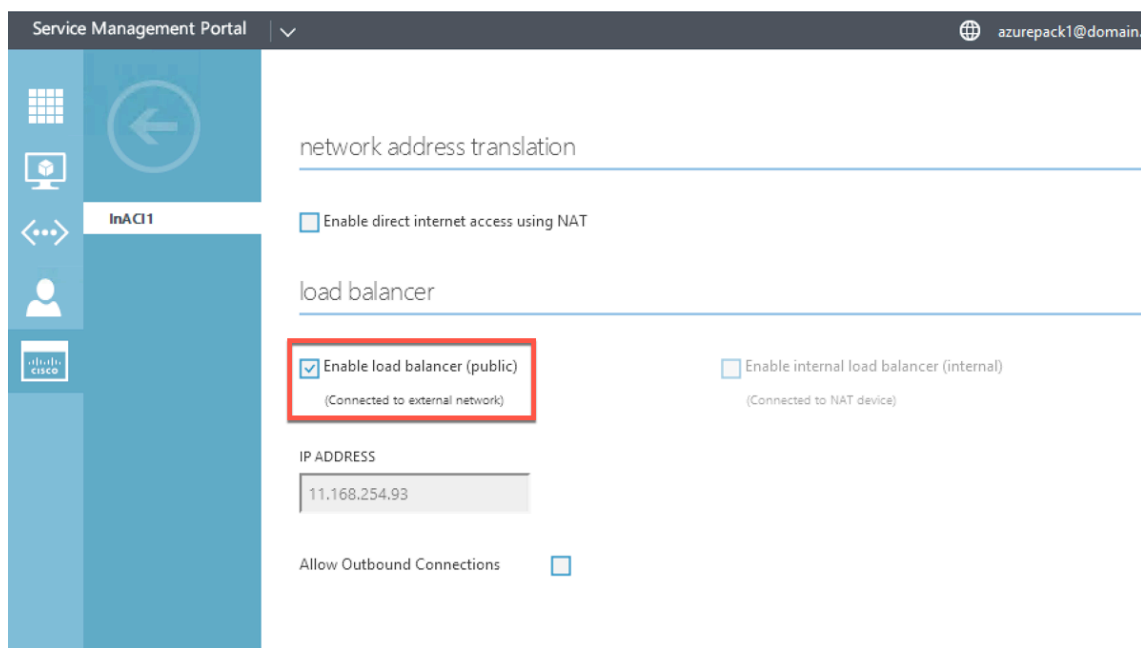 Service Management Portal
azurepack1@domain.
network address translation
InACI1
Enable direct internet access using NAT
load balancer
Enable load balancer (public)
Enable internal load balancer (internal)
(Connected to external network)
(Connected to NAT device)
cisco
IP ADDRESS
11.168.254.93
Allow Outbound Connections